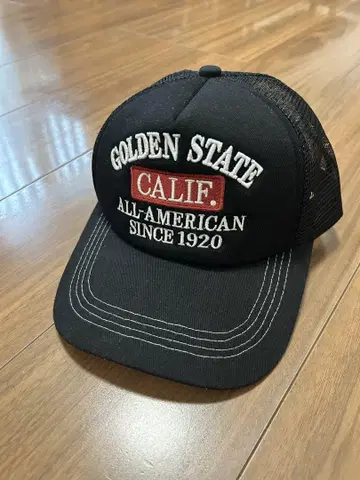 GOLDEN STATE
CALIF.
ALL-AMERICAN
SINCE 1920